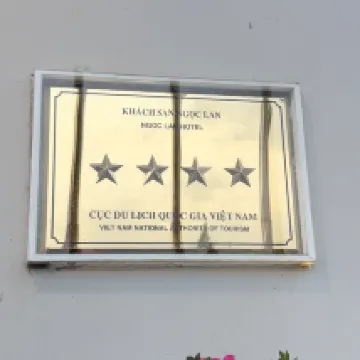 KHÁCH SẠN NGỌC LAN
NGOC LAN HOTEL
CỤC DU LỊCH QUỐC GIA VIỆT NAM
VIET NAM NATIONAL AUTHORITY OF TOURISM